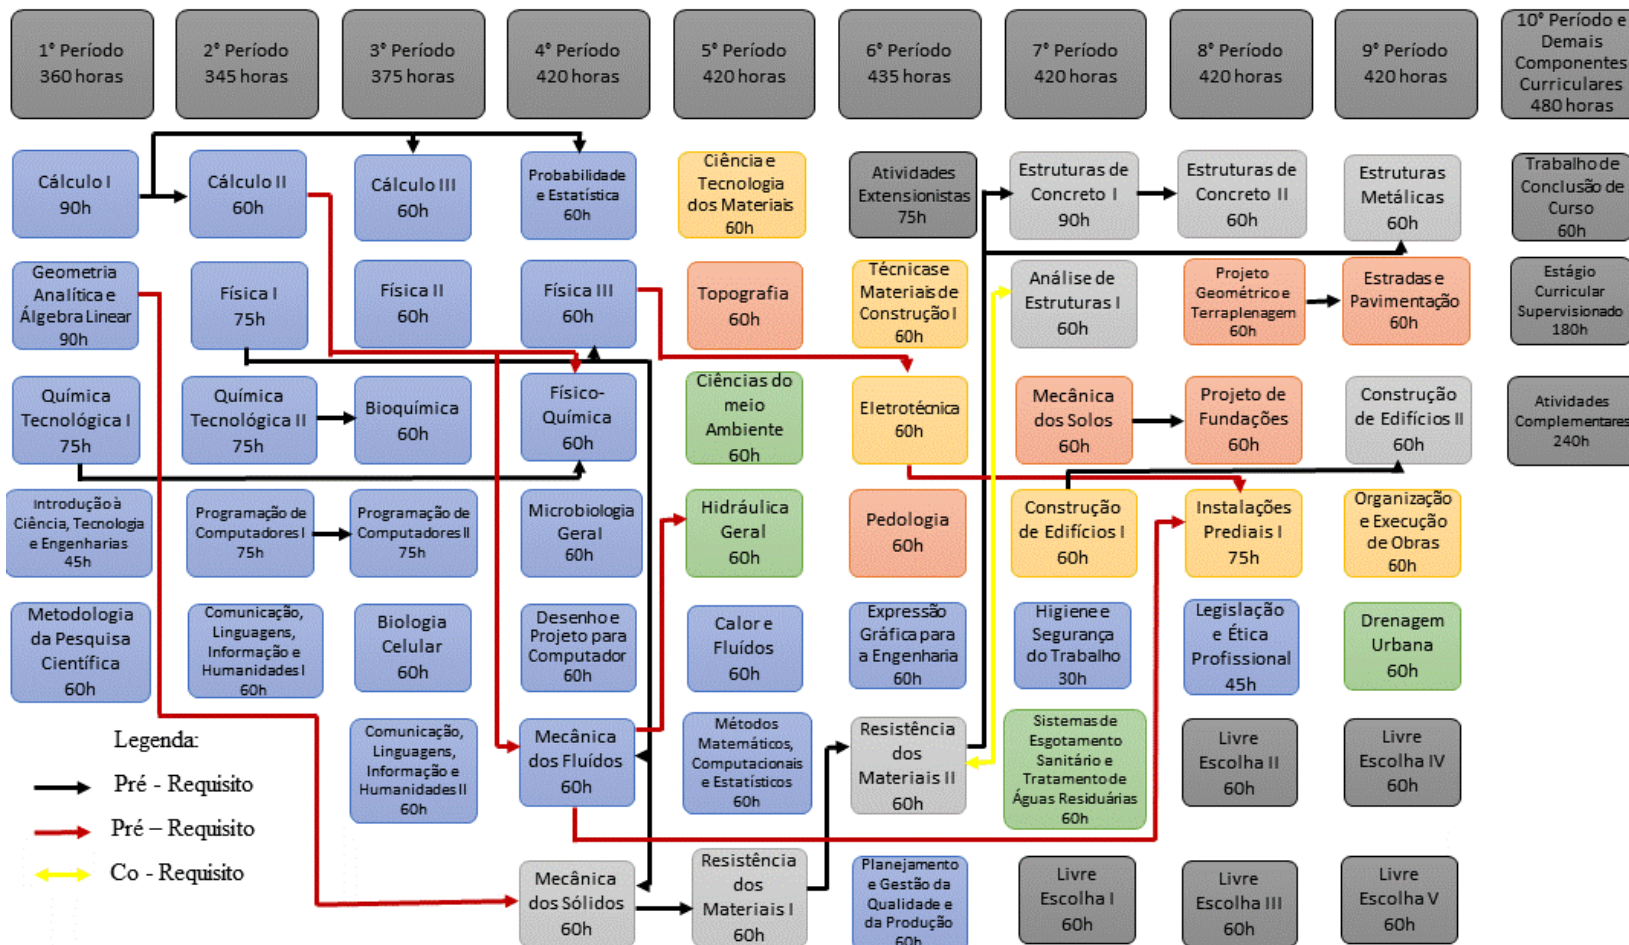 1° Período
360 horas
2° Período
345 horas
3° Período
375 horas
4° Período
420 horas
5° Período
420 horas
6° Período
435 horas
7° Período
420 horas
8° Período
420 horas
9° Período
420 horas
10° Período e
Demais
Componentes
Curriculares
480 horas
Cálculo I
90h
Cálculo II
60h
Cálculo III
60h
Probabilidade
e Estatística
60h
Ciência e
Tecnologia
dos Materiais
60h
Atividades
Extensionistas
75h
Estruturas de
Concreto I
90h
Estruturas de
Concreto II
60h
Estruturas
Metálicas
60h
Trabalho de
Conclusão de
Curso
60h
Geometria
Analítica e
Álgebra Linear
90h
Física I
75h
Física II
60h
Física III
60h
Topografia
60h
Técnicas e
Materiais de
Construção I
60h
Análise de
Estruturas I
60h
Projeto
Geométrico e
Terraplenagem
60h
Estradas e
Pavimentação
60h
Estágio
Curricular
Supervisionado
180h
Química
Tecnológica I
75h
Química
Tecnológica II
75h
Bioquímica
60h
Físico-
Química
60h
Ciências do
meio
Ambiente
60h
Eletrotécnica
60h
Mecânica
dos Solos
60h
Projeto de
Fundações
60h
Construção
de Edifícios II
60h
Atividades
Complementares
240h
Introdução à
Ciência, Tecnologia
e Engenharias
45h
Programação de
Computadores I
75h
Programação de
Computadores II
75h
Microbiologia
Geral
60h
Hidráulica
Geral
60h
Pedologia
60h
Construção
de Edifícios I
60h
Instalações
Prediais I
75h
Organização
e Execução
de Obras
60h
Metodologia
da Pesquisa
Científica
60h
Comunicação,
Linguagens,
Informação e
Humanidades I
60h
Biologia
Celular
60h
Desenho e
Projeto para
Computador
60h
Calor e
Fluídos
60h
Expressão
Gráfica para
a Engenharia
60h
Higiene e
Segurança
do Trabalho
30h
Legislação
e Ética
Profissional
45h
Drenagem
Urbana
60h
Comunicação,
Linguagens,
Informação e
Humanidades II
60h
Mecânica
dos Fluídos
60h
Métodos
Matemáticos,
Computacionais
e Estatísticos
60h
Resistência
dos
Materiais II
60h
Sistemas de
Esgotamento
Sanitário e
Tratamento de
Águas Residuárias
60h
Livre
Escolha II
60h
Livre
Escolha IV
60h
Mecânica
dos Sólidos
60h
Resistência
dos
Materiais I
60h
Planejamento
e Gestão da
Qualidade e
da Produção
60h
Livre
Escolha I
60h
Livre
Escolha III
60h
Livre
Escolha V
60h
Legenda:
Pré - Requisito
Pré – Requisito
Co - Requisito